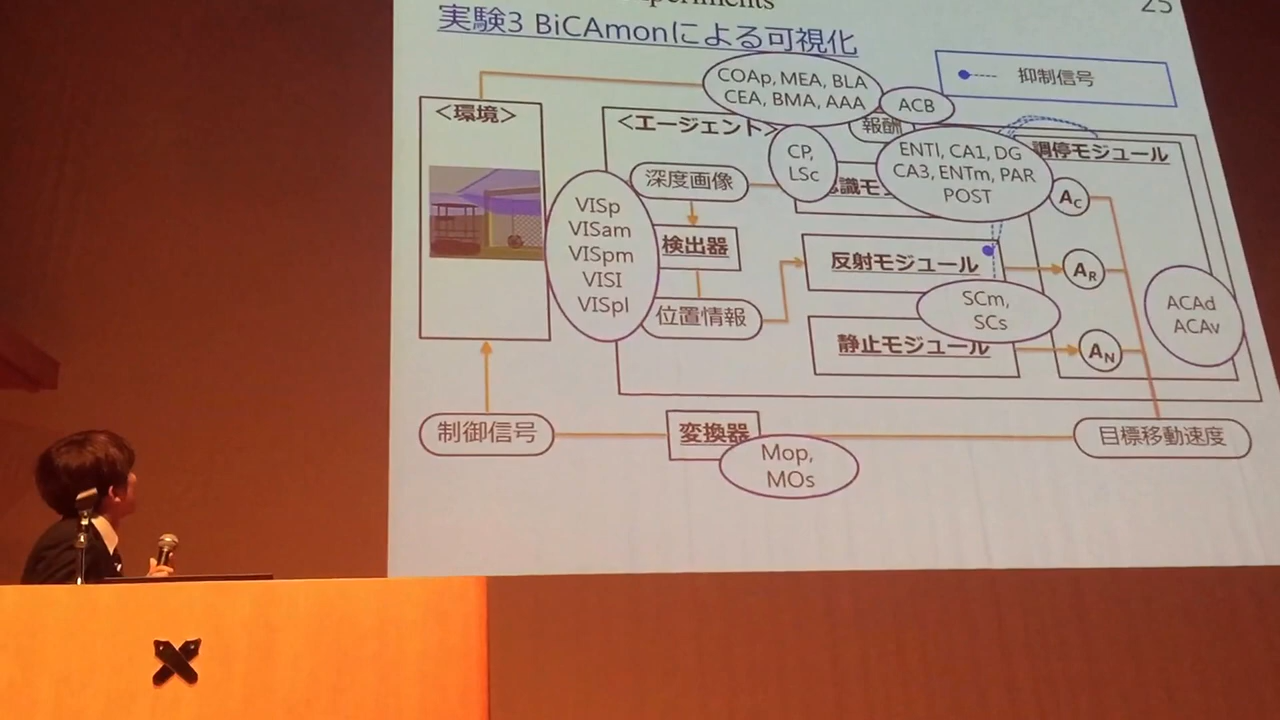 25
実験3 BiCAmonによる可視化
抑制信号
COAp, MEA, BLA
CEA, BMA, AAA
ACB
<環境>
<エージェント>
報酬
CP,
LSc
ENTl, CA1, DG
CA3, ENTm, PAR
POST
調停モジュール
深度画像
AC
VISp
VISam
VISpm
VISl
VISpl
検出器
反射モジュール
AR
位置情報
SCm,
SCs
ACAd
ACAv
静止モジュール
AN
制御信号
変換器
目標移動速度
Mop,
MOs